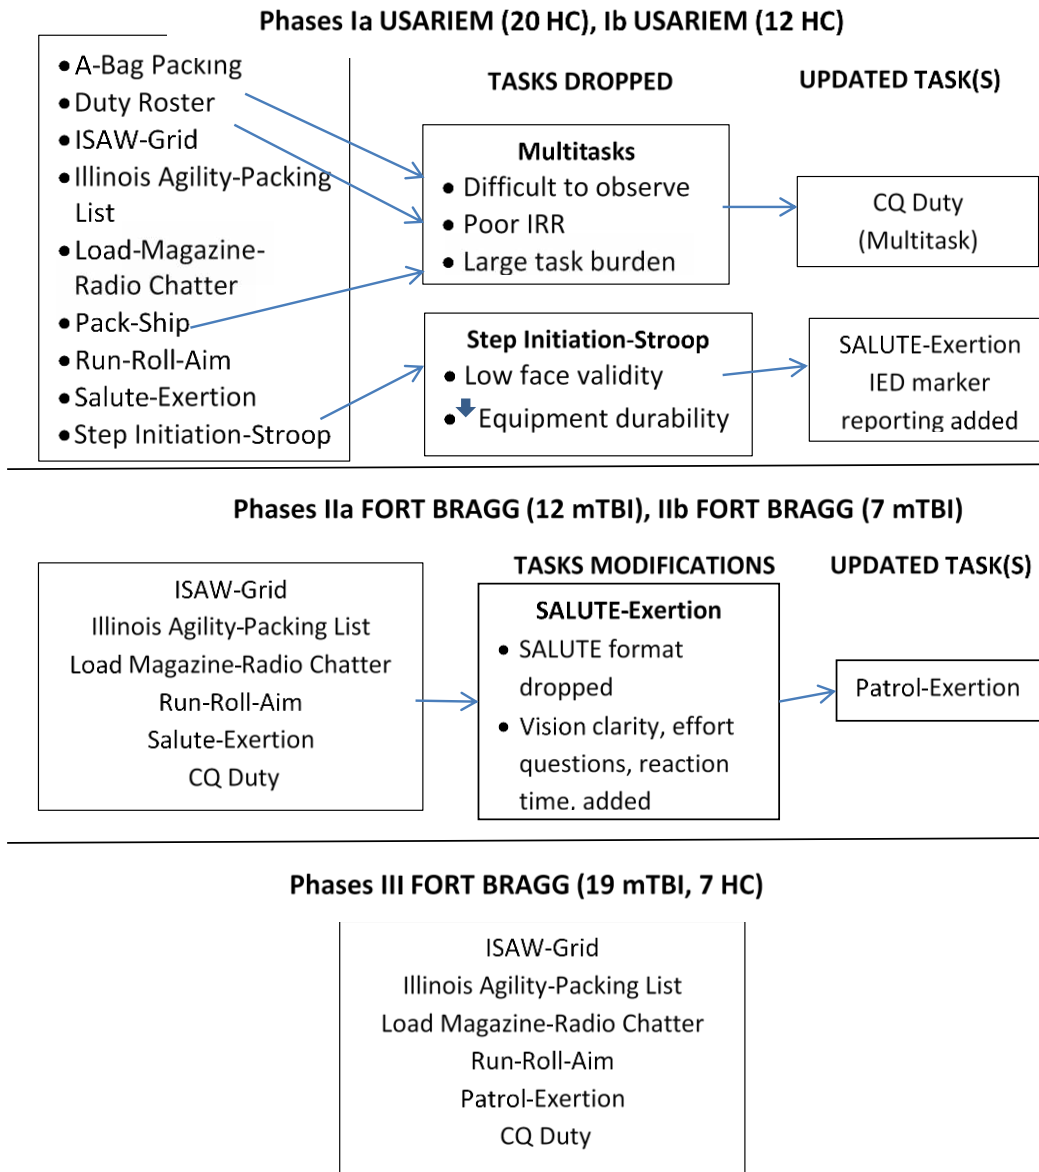 Phases Ia USARIEM (20 HC), Ib USARIEM (12 HC)
• A-Bag Packing
• Duty Roster
• ISAW-Grid
• Illinois Agility-Packing
List
• Load-Magazine-
Radio Chatter
• Pack-Ship
• Run-Roll-Aim
• Salute-Exertion
• Step Initiation-Stroop
TASKS DROPPED
Multitasks
• Difficult to observe
• Poor IRR
• Large task burden
Step Initiation-Stroop
• Low face validity
• Equipment durability
UPDATED TASK(S)
CQ Duty
(Multitask)
SALUTE-Exertion
IED marker
reporting added
Phases IIa FORT BRAGG (12 mTBI), IIb FORT BRAGG (7 mTBI)
ISAW-Grid
Illinois Agility-Packing List
Load Magazine-Radio Chatter
Run-Roll-Aim
Salute-Exertion
CQ Duty
TASKS MODIFICATIONS
SALUTE-Exertion
• SALUTE format
dropped
• Vision clarity, effort
questions, reaction
time. added
UPDATED TASK(S)
Patrol-Exertion
Phases III FORT BRAGG (19 mTBI, 7 HC)
ISAW-Grid
Illinois Agility-Packing List
Load Magazine-Radio Chatter
Run-Roll-Aim
Patrol-Exertion
CQ Duty